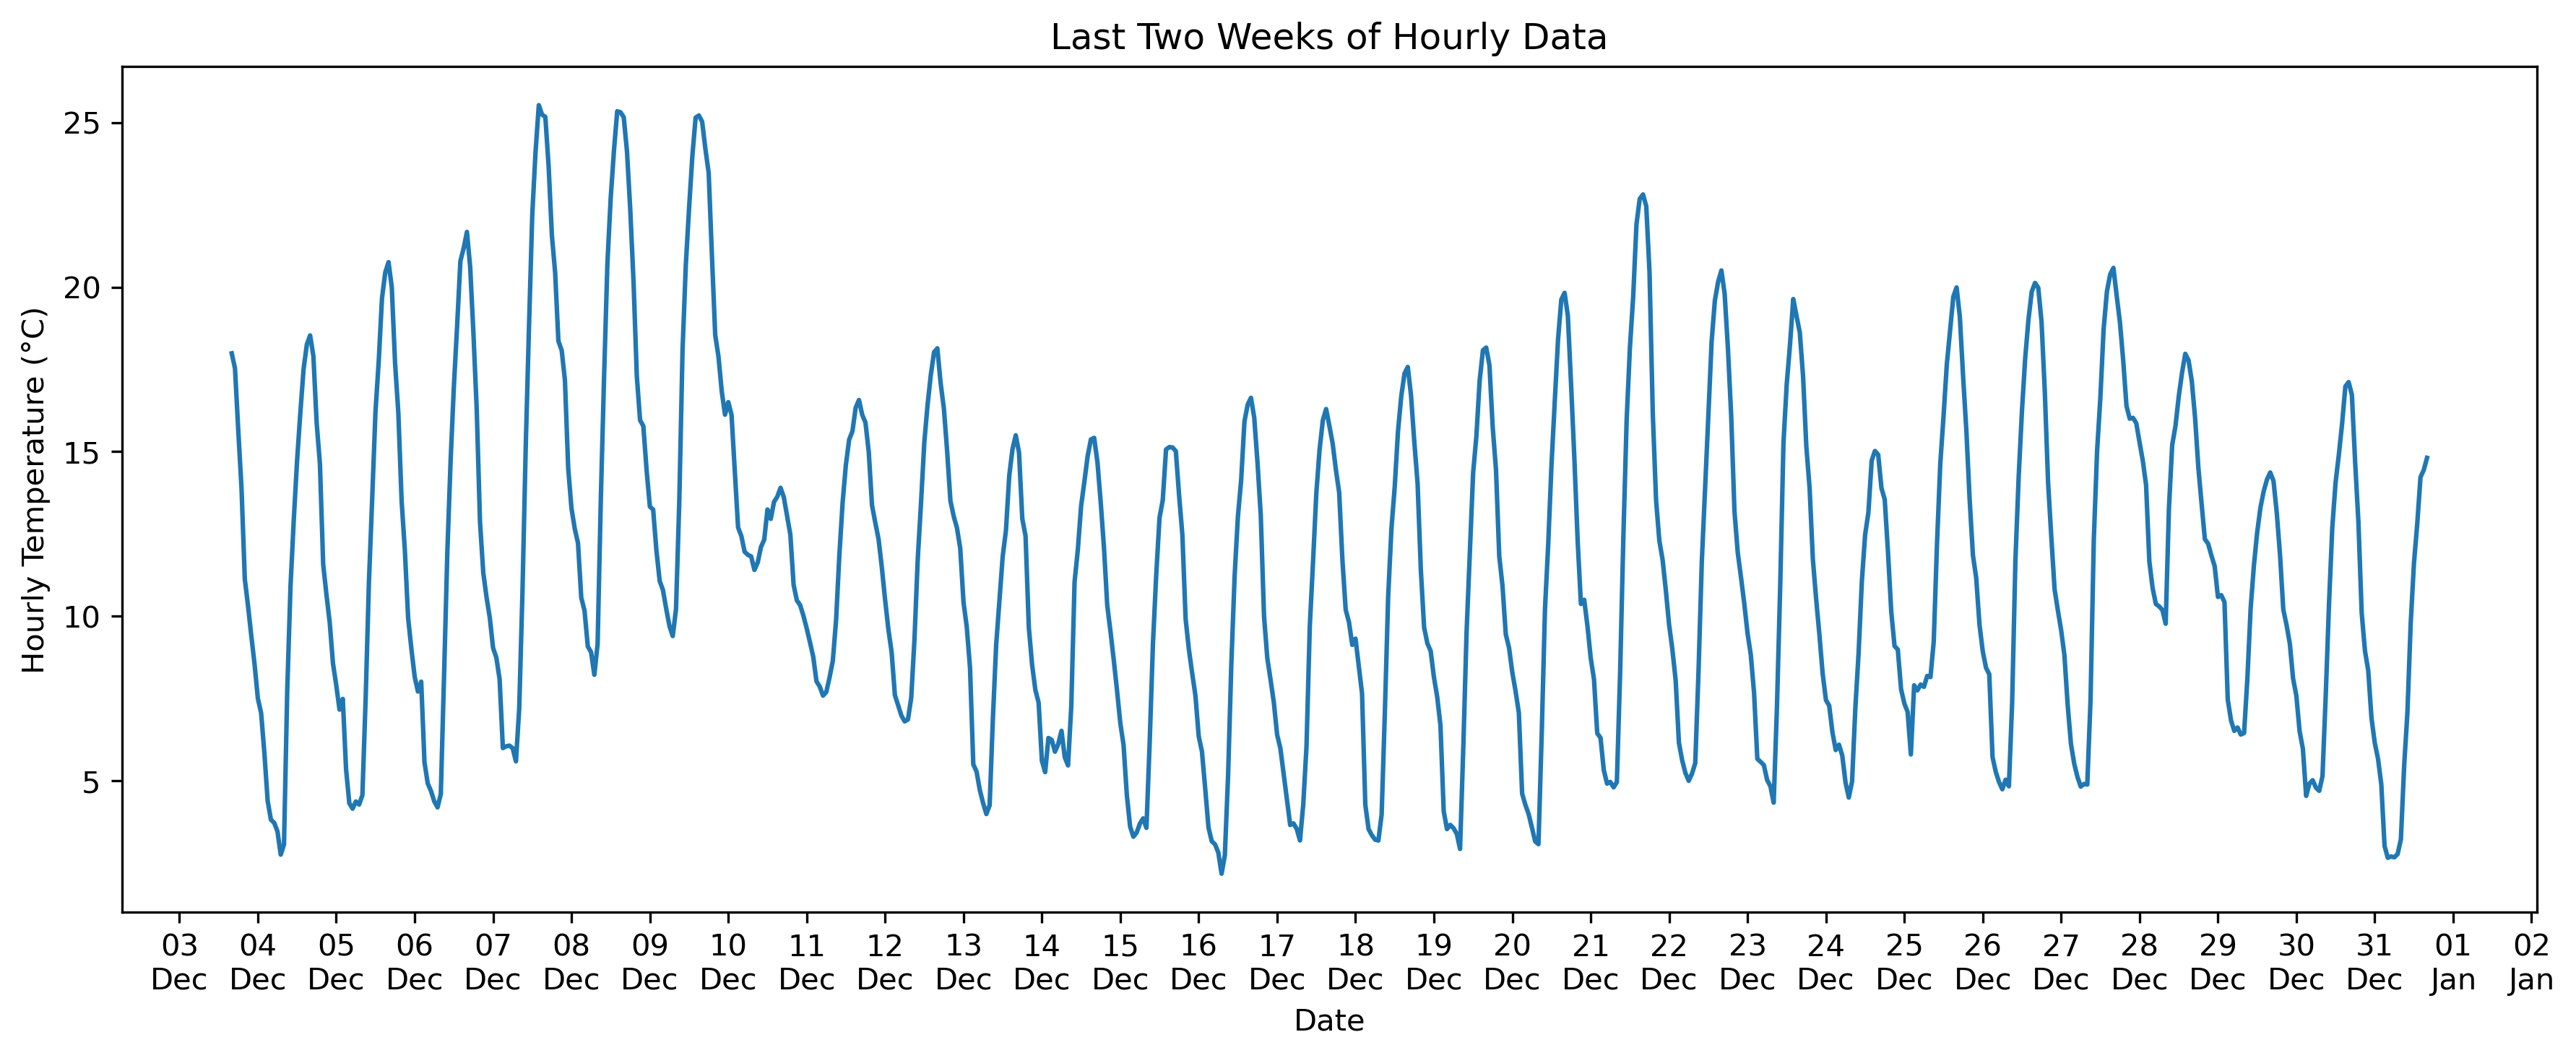 Last Two Weeks of Hourly Data
Hourly Temperature (°C)
25
20
15
10
5
03 04 05 06 07 08 09 10 11 12 13 14 15 16 17 18 19 20 21 22 23 24 25 26 27 28 29 30 31 01 02
Dec Dec Dec Dec Dec Dec Dec Dec Dec Dec Dec Dec Dec Dec Dec Dec Dec Dec Dec Dec Dec Dec Dec Dec Dec Dec Dec Dec Dec Jan Jan
Date